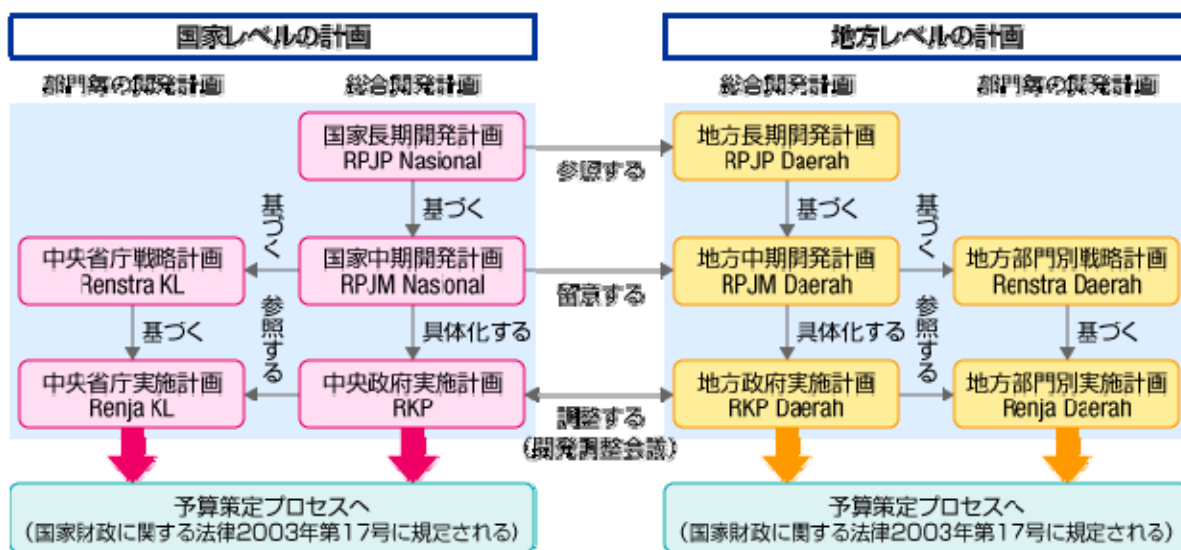 国家レベルの計画
地方レベルの計画
部門毎の開発計画
総合開発計画
総合開発計画
部門毎の開発計画
国家長期開発計画
RPJP Nasional
参照する
地方長期開発計画
RPJP Daerah
基づく
基づく
基づく
基づく
中央省庁戦略計画
Renstra KL
国家中期開発計画
RPJM Nasional
留意する
地方中期開発計画
RPJM Daerah
地方部門別戦略計画
Renstra Daerah
基づく
参照する
具体化する
具体化する
参照する
基づく
中央省庁実施計画
Renja KL
中央政府実施計画
RKP
調整する
(開発調整会議)
地方政府実施計画
RKP Daerah
地方部門別実施計画
Renja Daerah
予算策定プロセスへ
(国家財政に関する法律2003年第17号に規定される)
予算策定プロセスへ
(国家財政に関する法律2003年第17号に規定される)